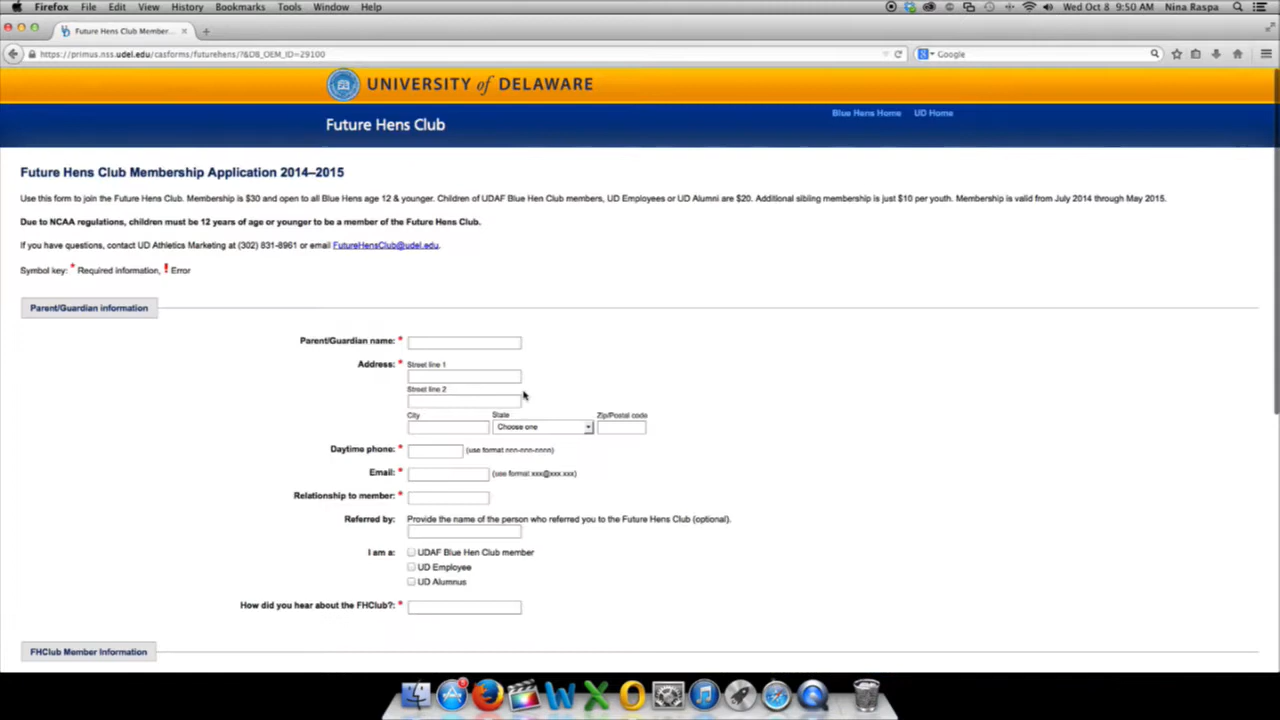 Firefox File Edit View History Bookmarks Tools Window Help Wed Oct 8 9:50 AM Nina Raspa
Future Hens Club Member...
https://primus.nss.udel.edu/casforms/futurehens/?&DB_OEM_ID=29100 Google
UNIVERSITY of DELAWARE
Blue Hens Home UD Home
Future Hens Club
Future Hens Club Membership Application 2014–2015
Use this form to join the Future Hens Club. Membership is $30 and open to all Blue Hens age 12 & younger. Children of UDAF Blue Hen Club members, UD Employees or UD Alumni are $20. Additional sibling membership is just $10 per youth. Membership is valid from July 2014 through May 2015.
Due to NCAA regulations, children must be 12 years of age or younger to be a member of the Future Hens Club.
If you have questions, contact UD Athletics Marketing at (302) 831-8961 or email FutureHensClub@udel.edu.
Symbol key: * Required information, ! Error
Parent/Guardian information
Parent/Guardian name: *
Address: * Street line 1
Street line 2
City State Zip/Postal code
Choose one
Daytime phone: * (use format nnn-nnn-nnnn)
Email: * (use format xxx@xxx.xxx)
Relationship to member: *
Referred by: Provide the name of the person who referred you to the Future Hens Club (optional).
I am a: UDAF Blue Hen Club member
UD Employee
UD Alumnus
How did you hear about the FHClub?: *
FHClub Member Information